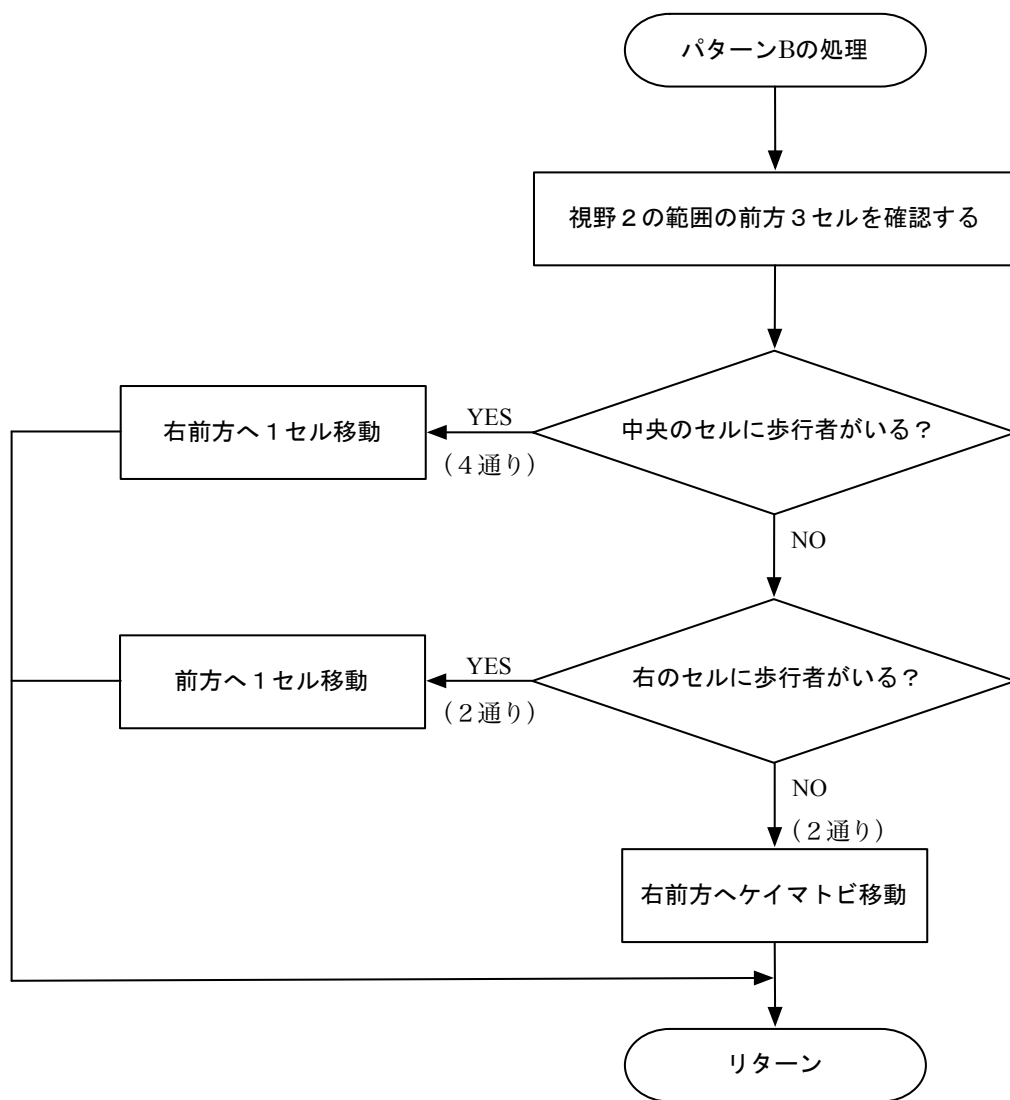 パターンBの処理
視野２の範囲の前方３セルを確認する
中央のセルに歩行者がいる？
YES
（４通り）
右前方へ１セル移動
NO
右のセルに歩行者がいる？
YES
（２通り）
前方へ１セル移動
NO
（２通り）
右前方へケイマトビ移動
リターン